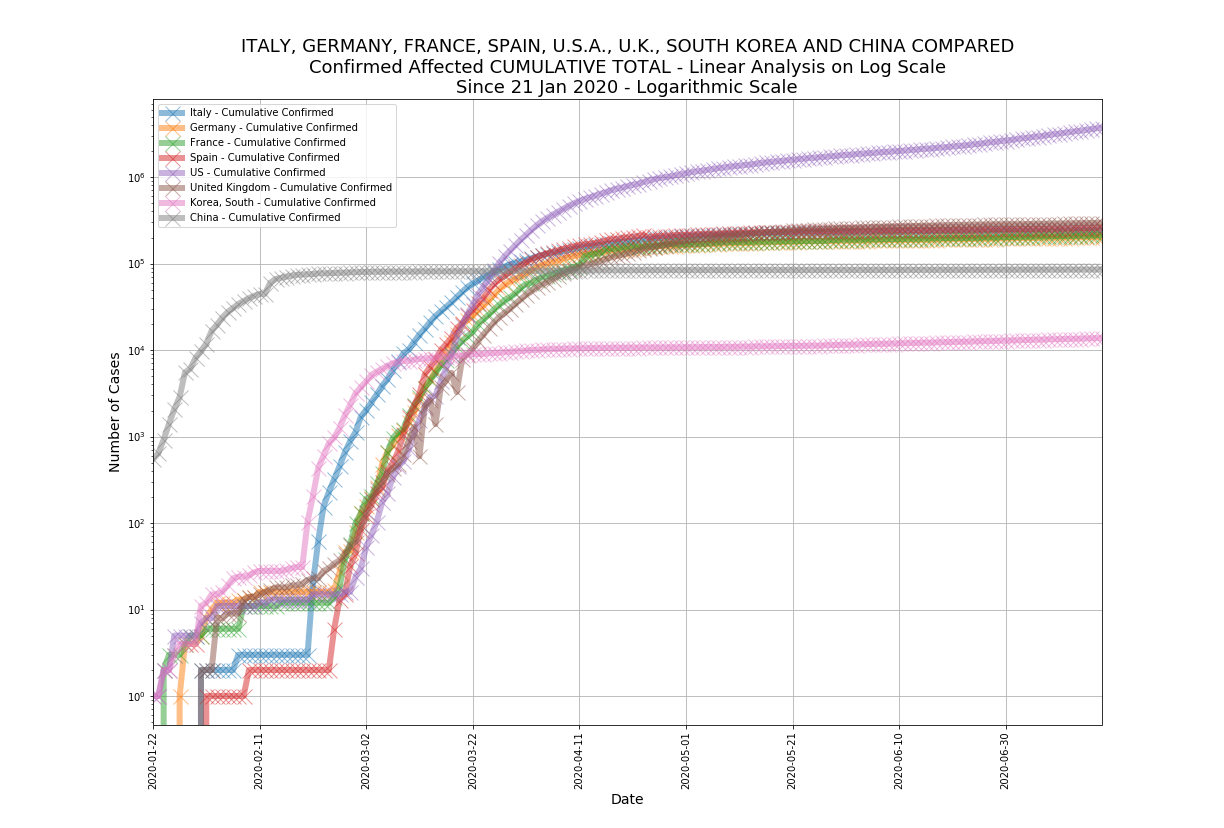 ITALY, GERMANY, FRANCE, SPAIN, U.S.A., U.K., SOUTH KOREA AND CHINA COMPARED
Confirmed Affected CUMULATIVE TOTAL - Linear Analysis on Log Scale
Since 21 Jan 2020 - Logarithmic Scale
Italy - Cumulative Confirmed
Germany - Cumulative Confirmed
France - Cumulative Confirmed
Spain - Cumulative Confirmed
US - Cumulative Confirmed
United Kingdom - Cumulative Confirmed
Korea, South - Cumulative Confirmed
China - Cumulative Confirmed
Number of Cases
10⁶
10⁵
10⁴
10³
10²
10¹
10⁰
2020-01-22
2020-02-11
2020-03-02
2020-03-22
2020-04-11
2020-05-01
2020-05-21
2020-06-10
2020-06-30
Date